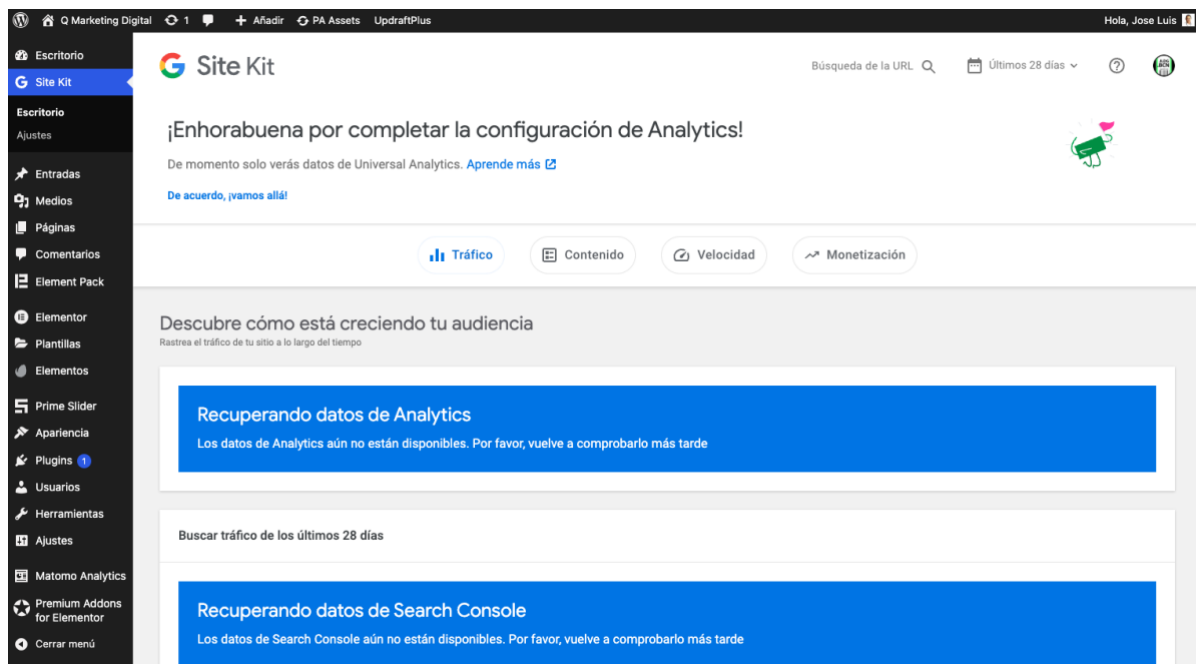 Q Marketing Digital 1 Añadir PA Assets UpdraftPlus Hola, Jose Luis
Escritorio
Site Kit
Escritorio
Ajustes
Entradas
Medios
Páginas
Comentarios
Element Pack
Elementor
Plantillas
Elementos
Prime Slider
Apariencia
Plugins 1
Usuarios
Herramientas
Ajustes
Matomo Analytics
Premium Addons
for Elementor
Cerrar menú
Site Kit
Búsqueda de la URL Últimos 28 días
¡Enhorabuena por completar la configuración de Analytics!
De momento solo verás datos de Universal Analytics. Aprende más
De acuerdo, ¡vamos allá!
Tráfico Contenido Velocidad Monetización
Descubre cómo está creciendo tu audiencia
Rastrea el tráfico de tu sitio a lo largo del tiempo
Recuperando datos de Analytics
Los datos de Analytics aún no están disponibles. Por favor, vuelve a comprobarlo más tarde
Buscar tráfico de los últimos 28 días
Recuperando datos de Search Console
Los datos de Search Console aún no están disponibles. Por favor, vuelve a comprobarlo más tarde